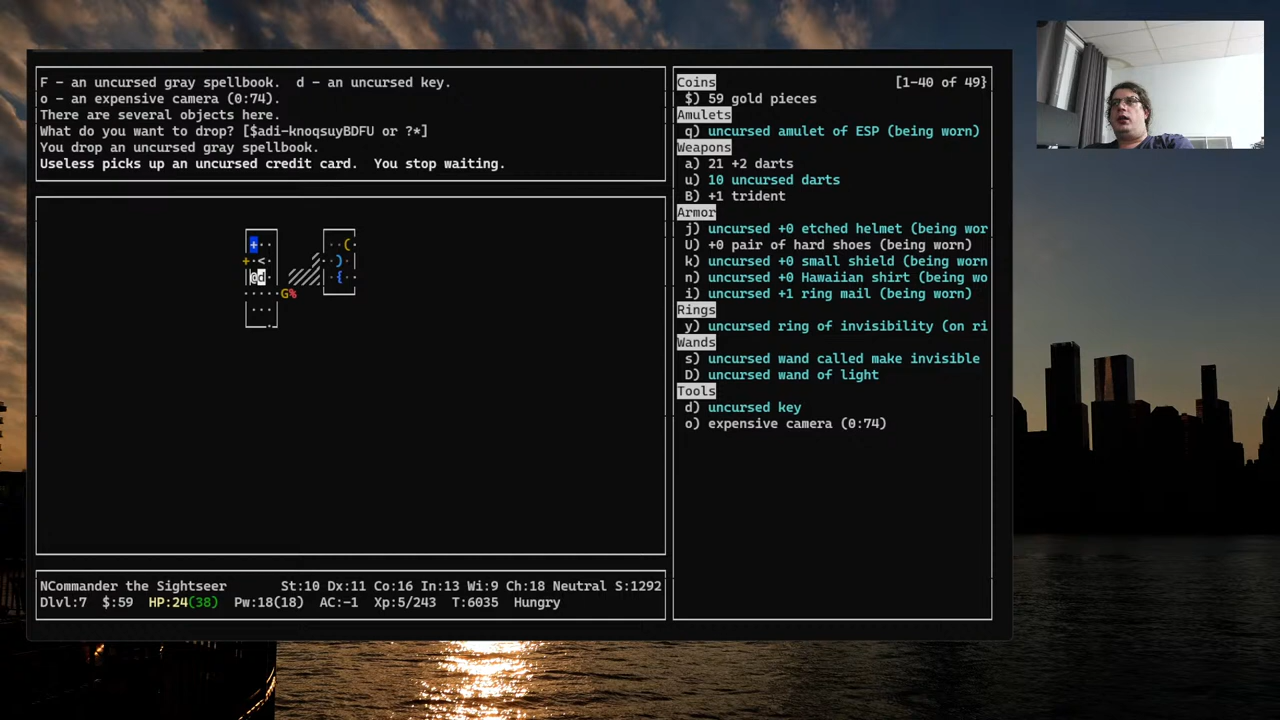 F - an uncursed gray spellbook.  d - an uncursed key.
o - an expensive camera (0:74).
There are several objects here.
What do you want to drop? [$adi-knoqsuyBDFU or ?*]
You drop an uncursed gray spellbook.
Useless picks up an uncursed credit card.  You stop waiting.
+··
+·<
@d·
·····G%
···
··(·
·)
·{
NCommander the Sightseer St:10 Dx:11 Co:16 In:13 Wi:9 Ch:18 Neutral S:1292
Dlvl:7 $:59 HP:24(38) Pw:18(18) AC:-1 Xp:5/243 T:6035 Hungry
Coins [1-40 of 49}
$) 59 gold pieces
Amulets
q) uncursed amulet of ESP (being worn)
Weapons
a) 21 +2 darts
u) 10 uncursed darts
B) +1 trident
Armor
j) uncursed +0 etched helmet (being wor
U) +0 pair of hard shoes (being worn)
k) uncursed +0 small shield (being worn
n) uncursed +0 Hawaiian shirt (being wo
i) uncursed +1 ring mail (being worn)
Rings
y) uncursed ring of invisibility (on ri
Wands
s) uncursed wand called make invisible
D) uncursed wand of light
Tools
d) uncursed key
o) expensive camera (0:74)